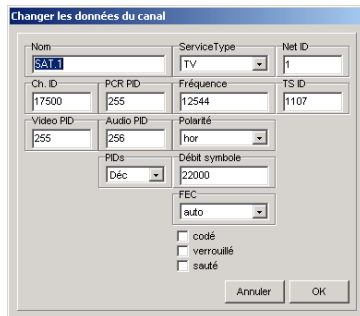 Changer les données du canal
Nom ServiceType Net ID
SAT.1 TV 1
Ch. ID PCR PID Fréquence TS ID
17500 255 12544 1107
Video PID Audio PID Polarité
255 256 hor
PIDs Débit symbole
Déc 22000
FEC
auto
codé
verrouillé
sauté
Annuler OK